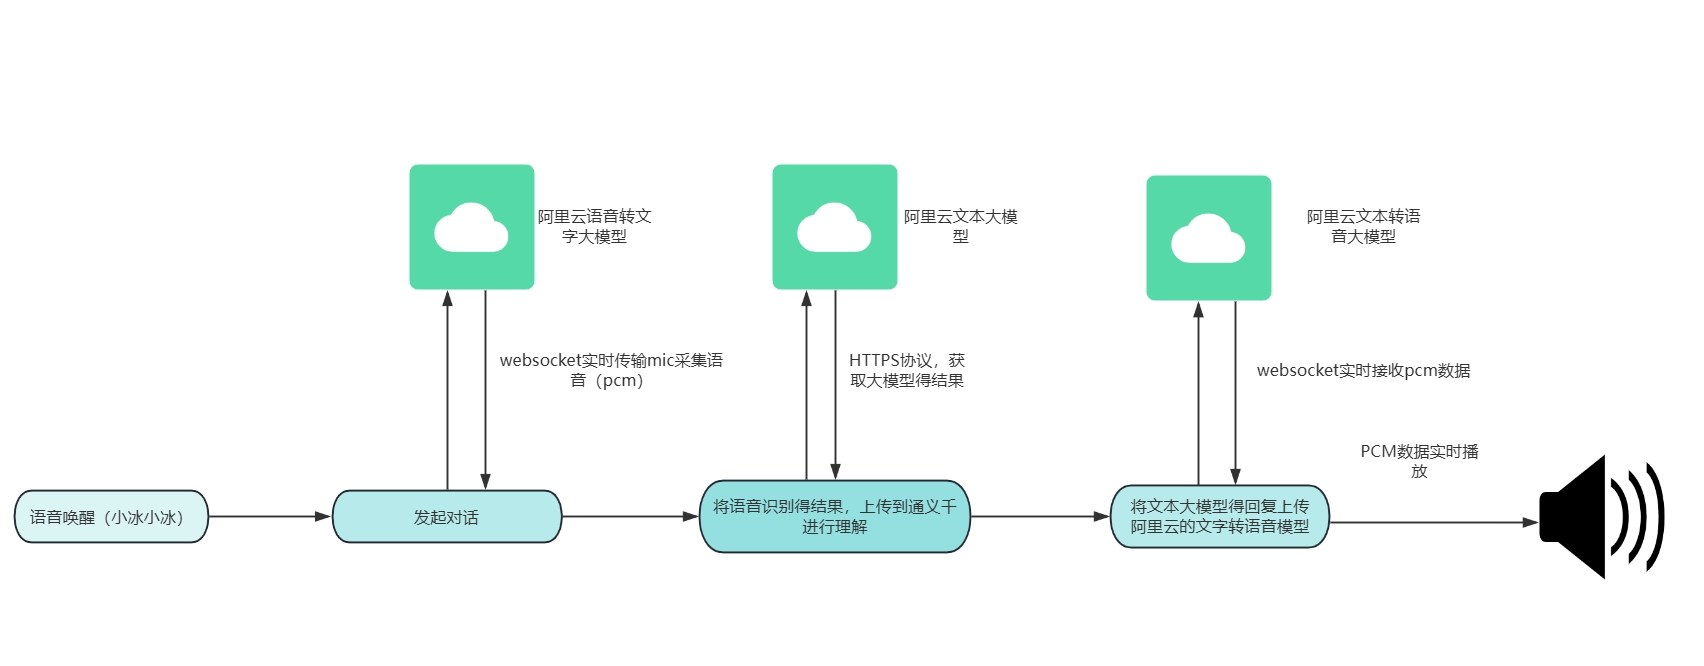 阿里云语音转文
字大模型
阿里云文本大模
型
阿里云文本转语
音大模型
websocket实时传输mic采集语
音（pcm）
HTTPS协议，获
取大模型得结果
websocket实时接收pcm数据
PCM数据实时播
放
语音唤醒（小冰小冰）
发起对话
将语音识别得结果，上传到通义千
进行理解
将文本大模型得回复上传
阿里云的文字转语音模型